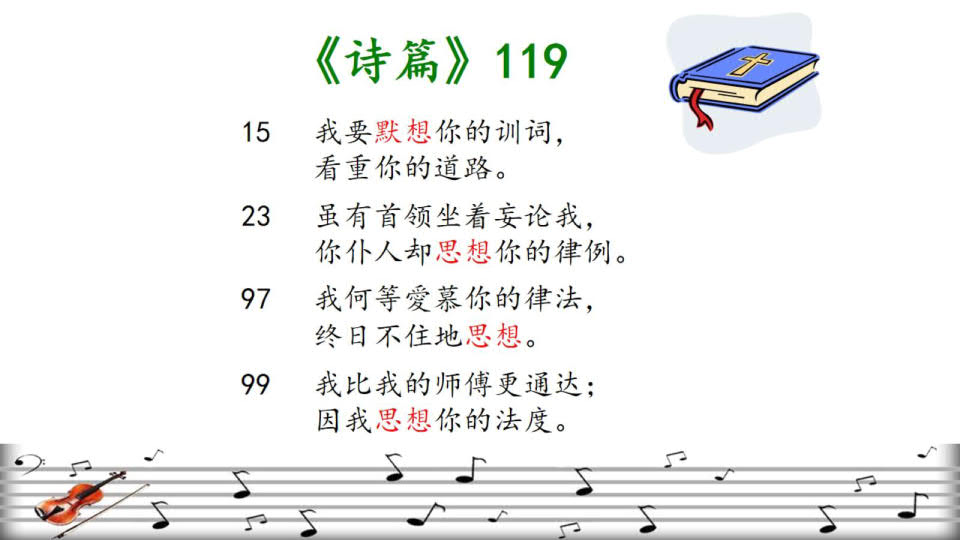 《诗篇》119
15 我要默想你的训词，
看重你的道路。
23 虽有首领坐着妄论我，
你仆人却思想你的律例。
97 我何等愛慕你的律法，
终日不住地思想。
99 我比我的师傅更通达；
因我思想你的法度。